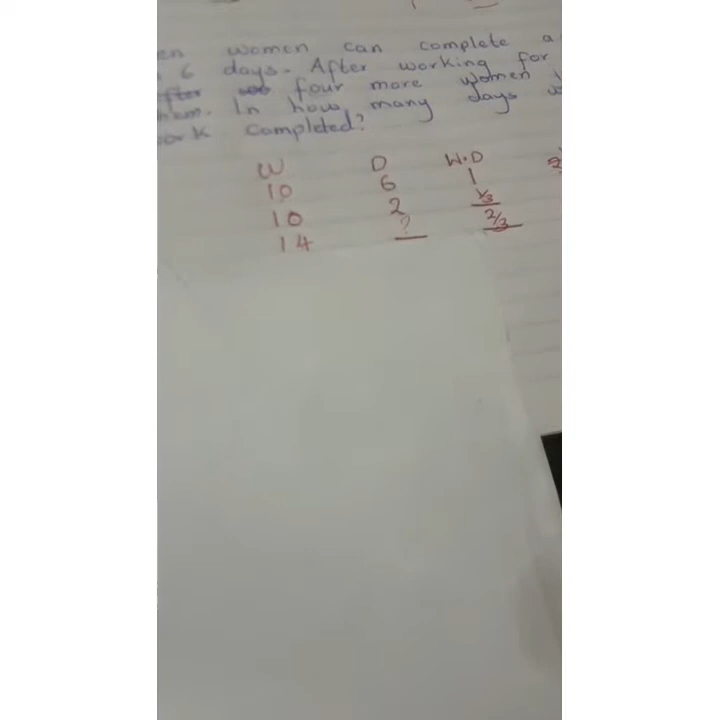 women can complete a
6 days. After working for
four more women
In how many days
completed?
W D W.D
10 6 1
10 2 1/3
14 ? 2/3